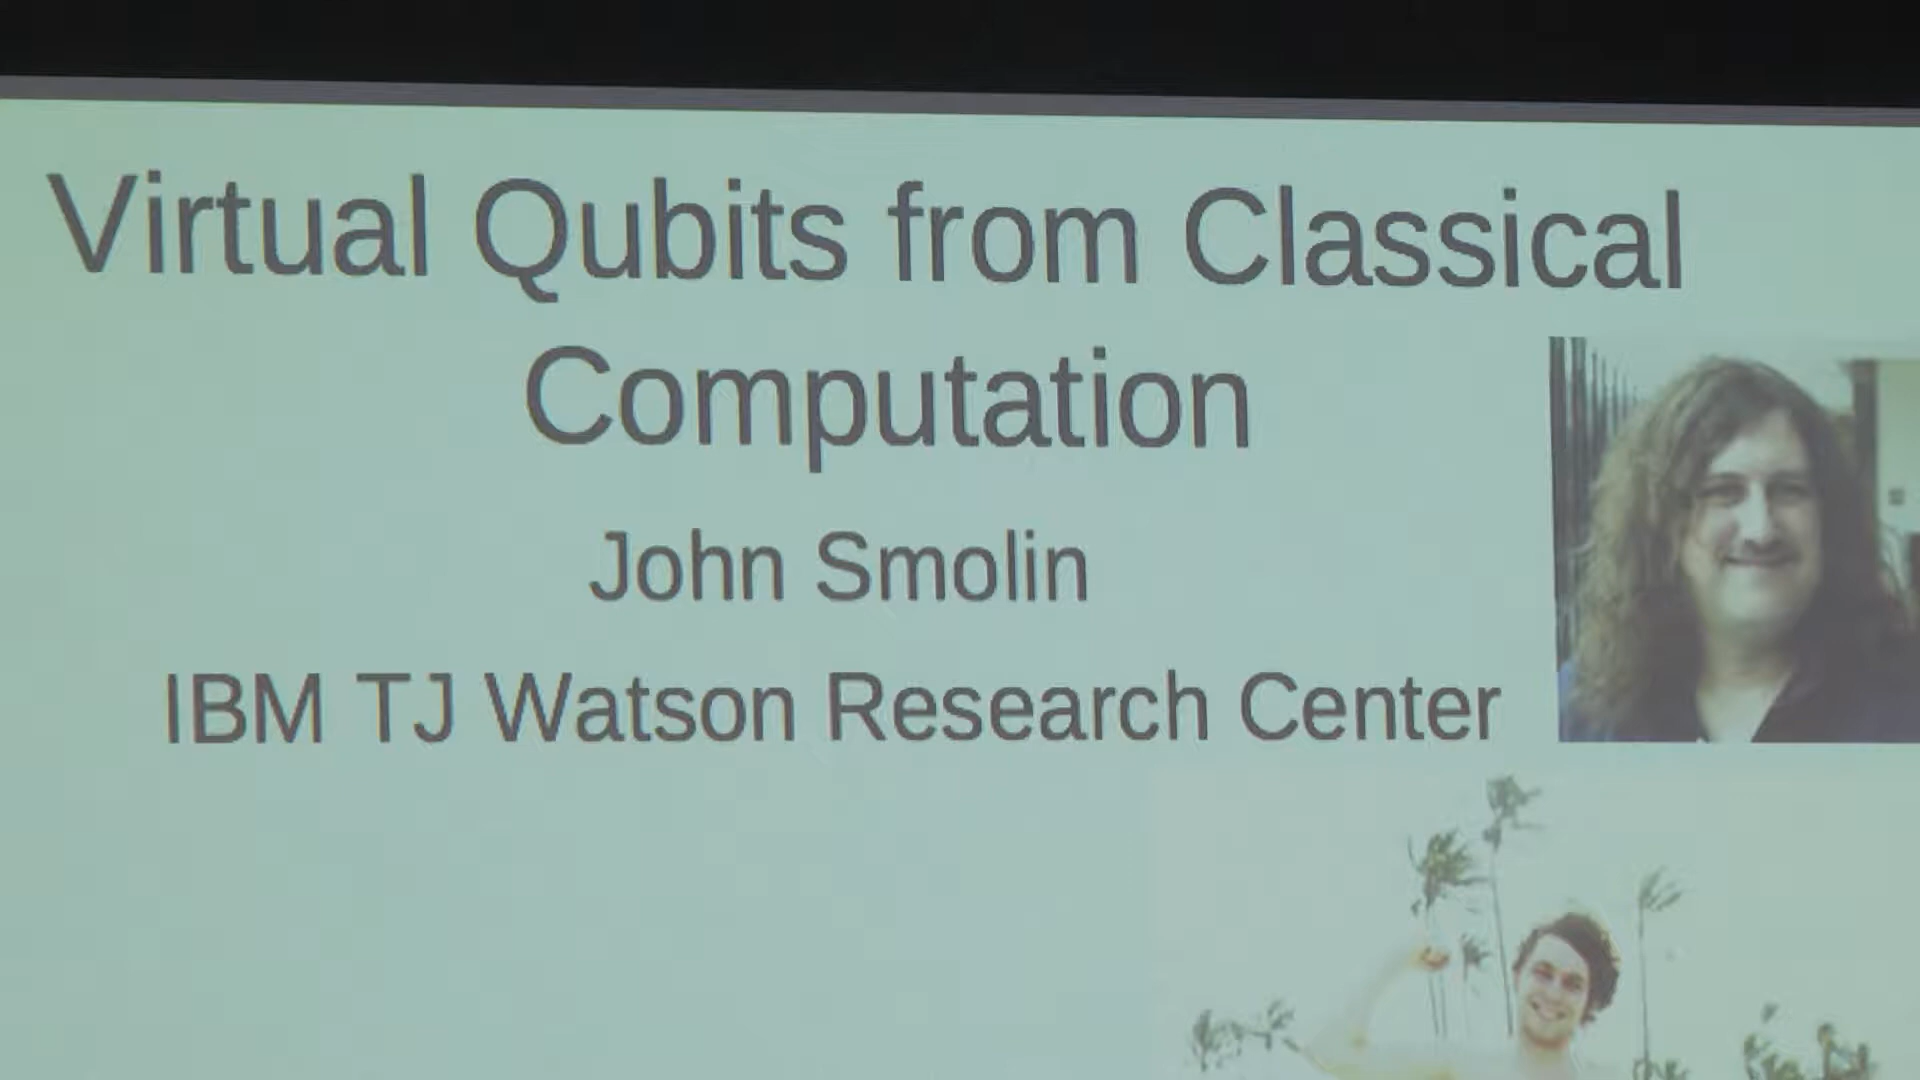 Virtual Qubits from Classical
Computation
John Smolin
IBM TJ Watson Research Center